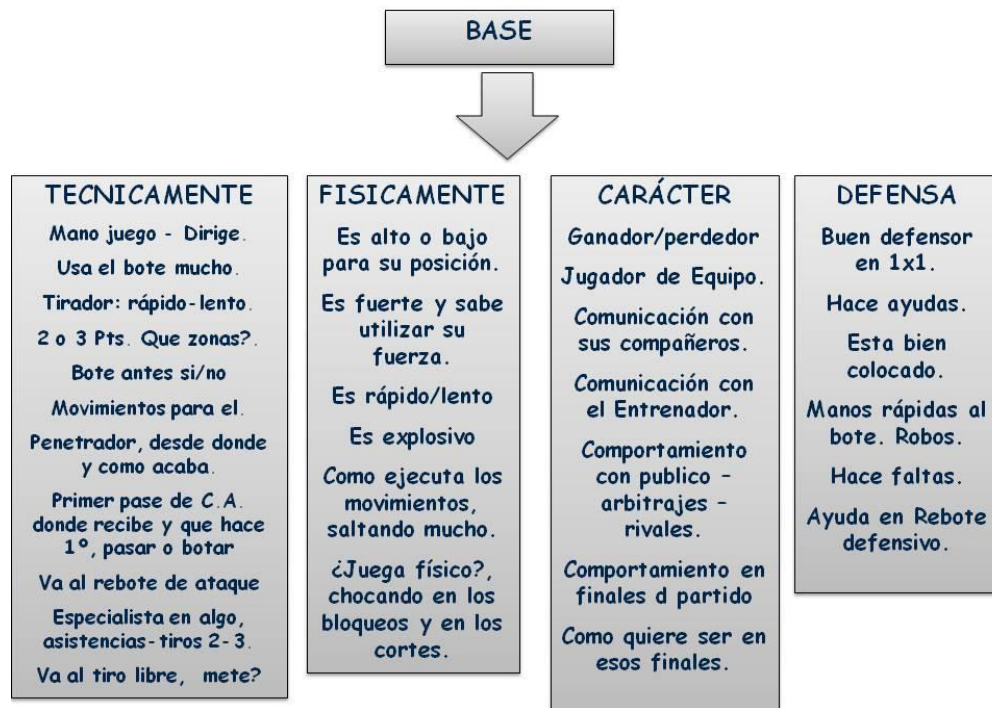 BASE
TECNICAMENTE
Mano juego - Dirige.
Usa el bote mucho.
Tirador: rápido-lento.
2 o 3 Pts. Que zonas?.
Bote antes si/no
Movimientos para el.
Penetrador, desde donde
y como acaba.
Primer pase de C.A.
donde recibe y que hace
1º, pasar o botar
Va al rebote de ataque
Especialista en algo,
asistencias-tiros 2-3.
Va al tiro libre, mete?
FISICAMENTE
Es alto o bajo
para su posición.
Es fuerte y sabe
utilizar su
fuerza.
Es rápido/lento
Es explosivo
Como ejecuta los
movimientos,
saltando mucho.
¿Juega físico?,
chocando en los
bloqueos y en los
cortes.
CARÁCTER
Ganador/perdedor
Jugador de Equipo.
Comunicación con
sus compañeros.
Comunicación con
el Entrenador.
Comportamiento
con publico –
arbitrajes –
rivales.
Comportamiento en
finales d partido
Como quiere ser en
esos finales.
DEFENSA
Buen defensor
en 1x1.
Hace ayudas.
Esta bien
colocado.
Manos rápidas al
bote. Robos.
Hace faltas.
Ayuda en Rebote
defensivo.